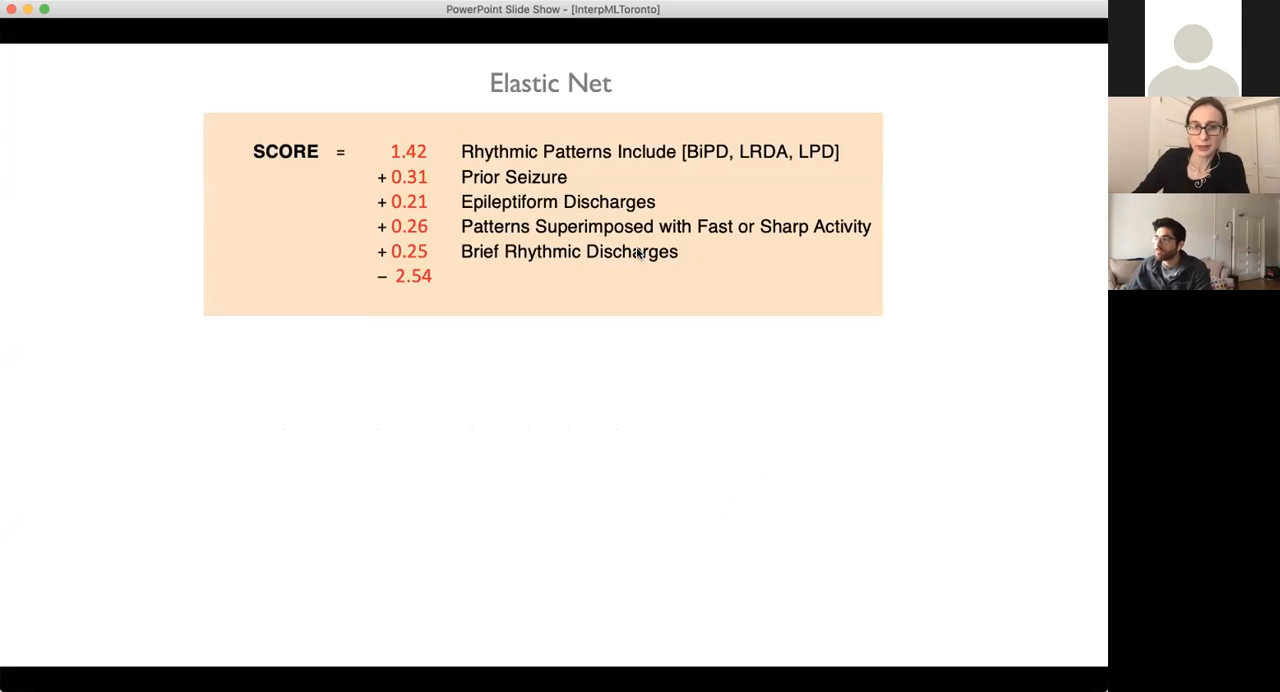 PowerPoint Slide Show - [InterpMLToronto]
Elastic Net
SCORE = 1.42 Rhythmic Patterns Include [BiPD, LRDA, LPD]
+ 0.31 Prior Seizure
+ 0.21 Epileptiform Discharges
+ 0.26 Patterns Superimposed with Fast or Sharp Activity
+ 0.25 Brief Rhythmic Discharges
– 2.54